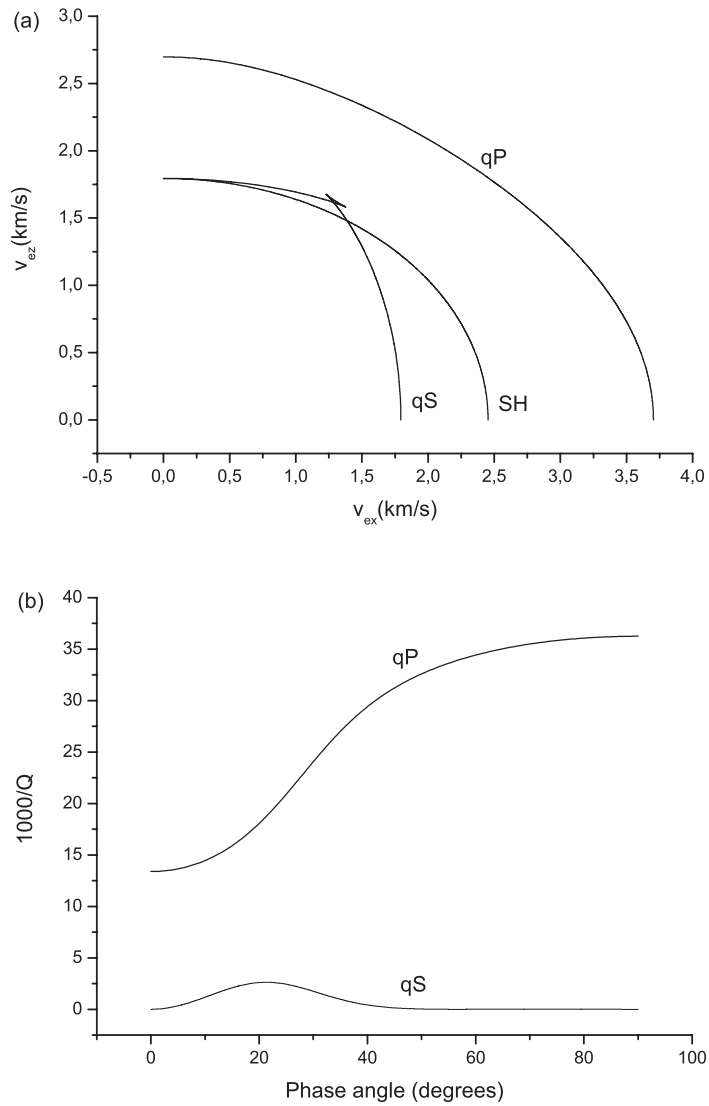 (a)
3,0
2,5
2,0
1,5
1,0
0,5
0,0
v_ez(km/s)
qP
qS
SH
-0,5 0,0 0,5 1,0 1,5 2,0 2,5 3,0 3,5 4,0
v_ex(km/s)
(b)
40
35
30
25
20
15
10
5
0
1000/Q
qP
qS
0 20 40 60 80 100
Phase angle (degrees)